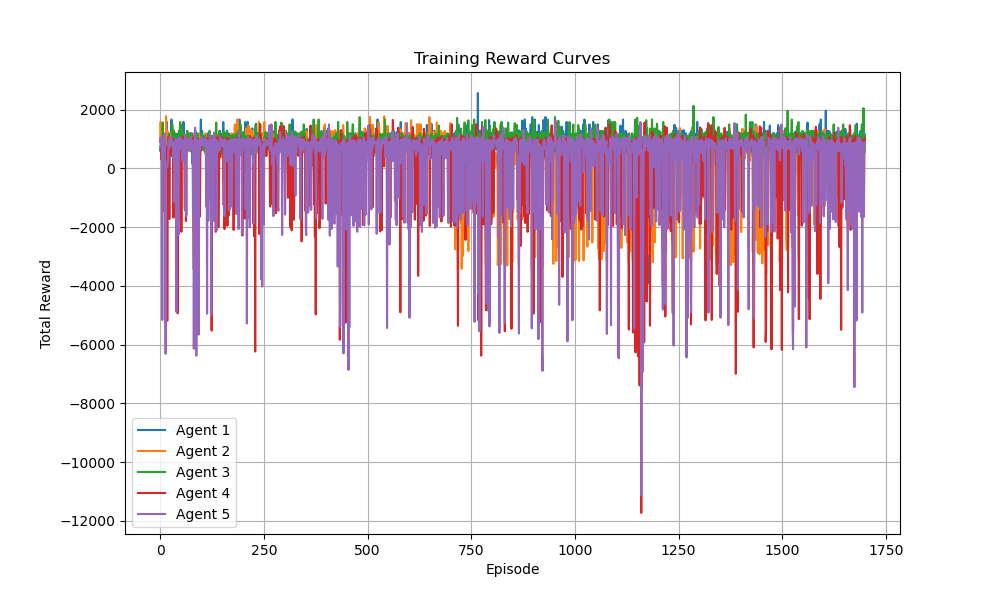 Training Reward Curves
2000
0
−2000
−4000
−6000
−8000
−10000
−12000
Total Reward
Agent 1
Agent 2
Agent 3
Agent 4
Agent 5
0 250 500 750 1000 1250 1500 1750
Episode